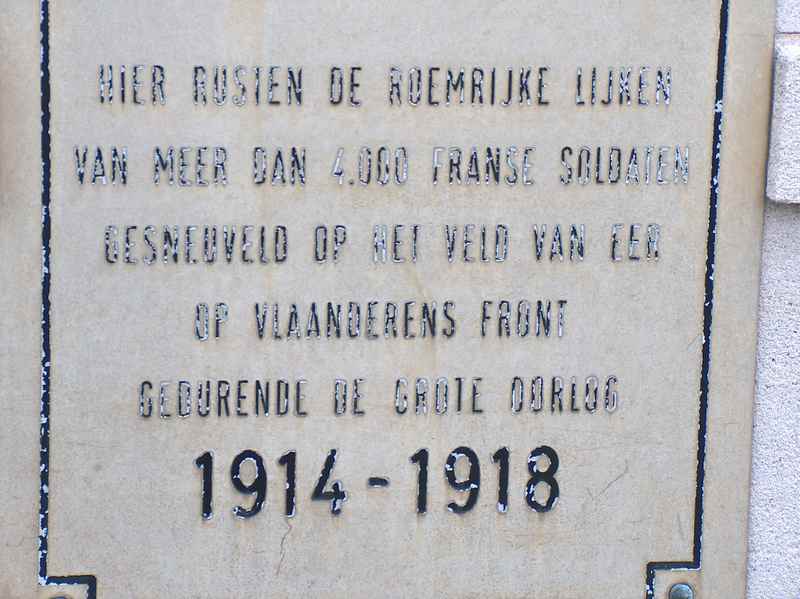 HIER RUSTEN DE ROEMRIJKE LIJKEN
VAN MEER DAN 4.000 FRANSE SOLDATEN
GESNEUVELD OP HET VELD VAN EER
OP VLAANDERENS FRONT
GEDURENDE DE GROTE OORLOG
1914-1918